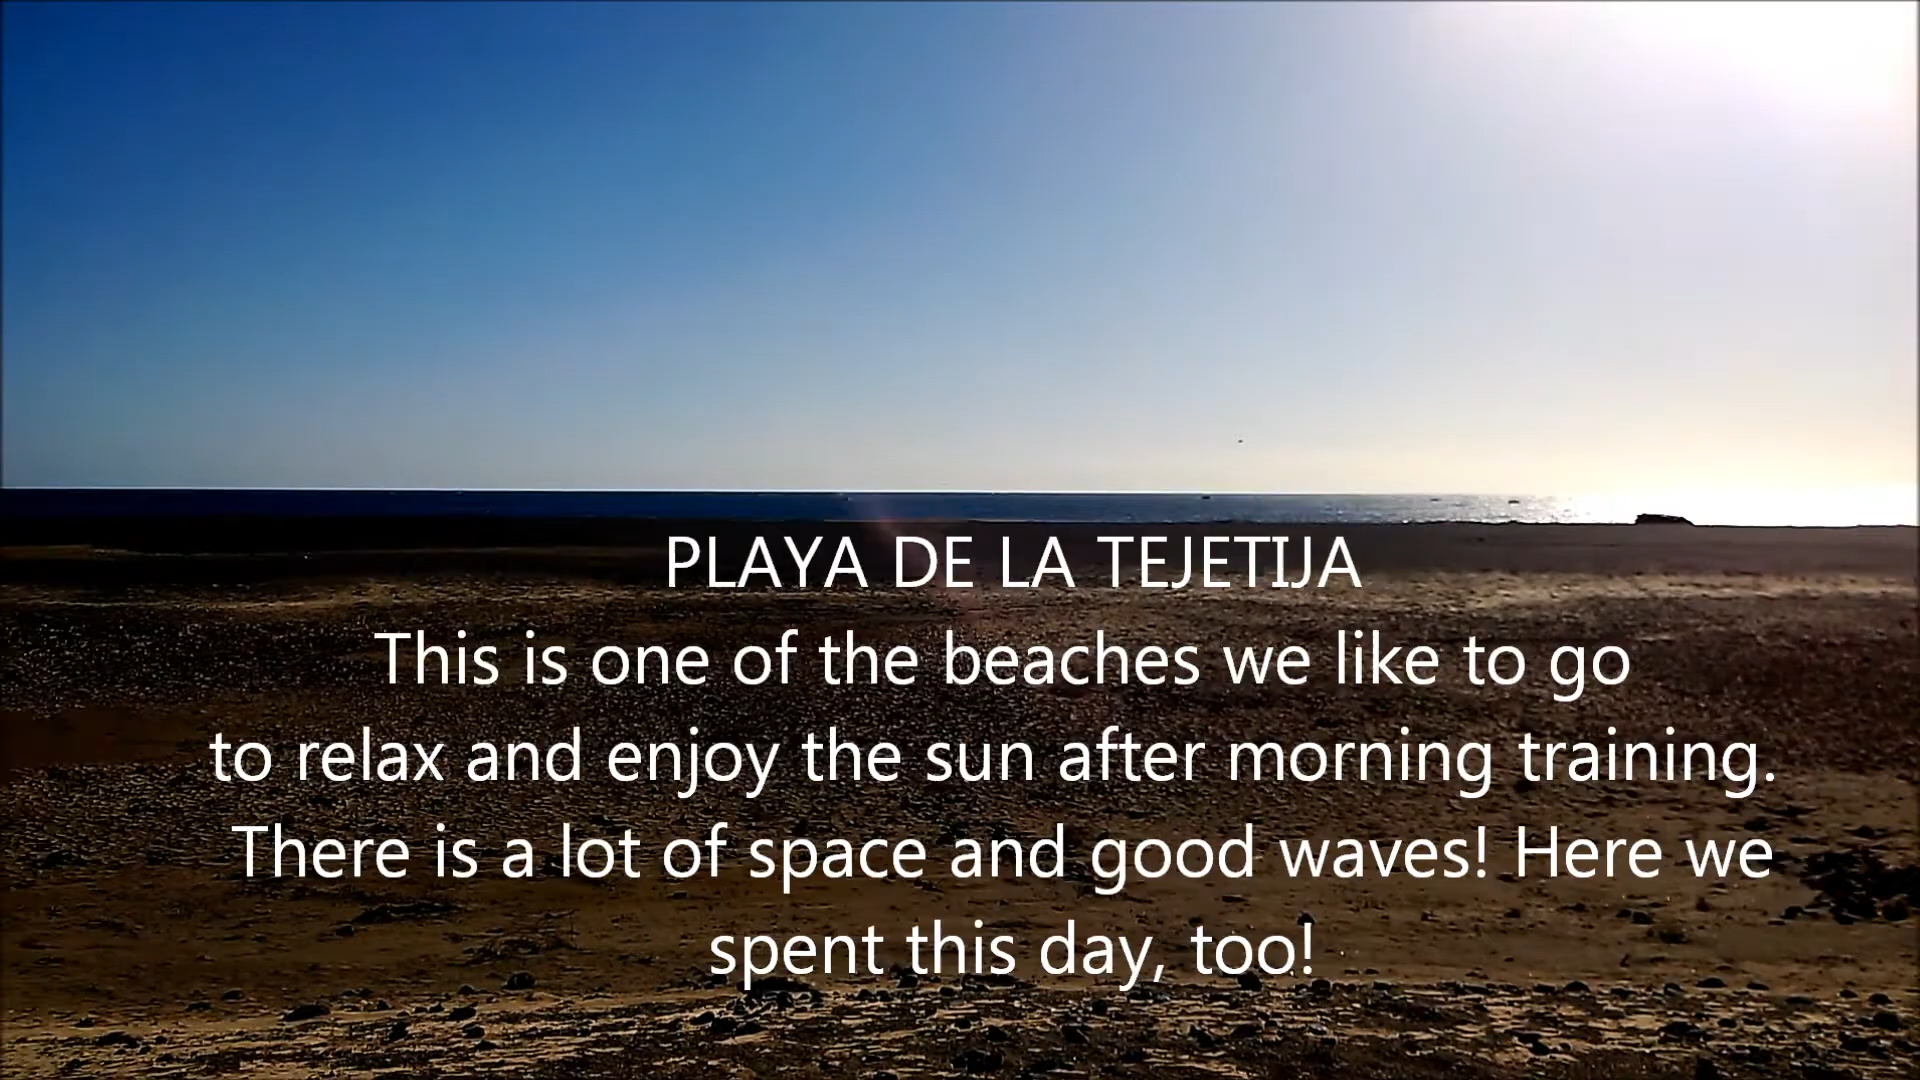 PLAYA DE LA TEJETIJA
This is one of the beaches we like to go
to relax and enjoy the sun after morning training.
There is a lot of space and good waves! Here we
spent this day, too!